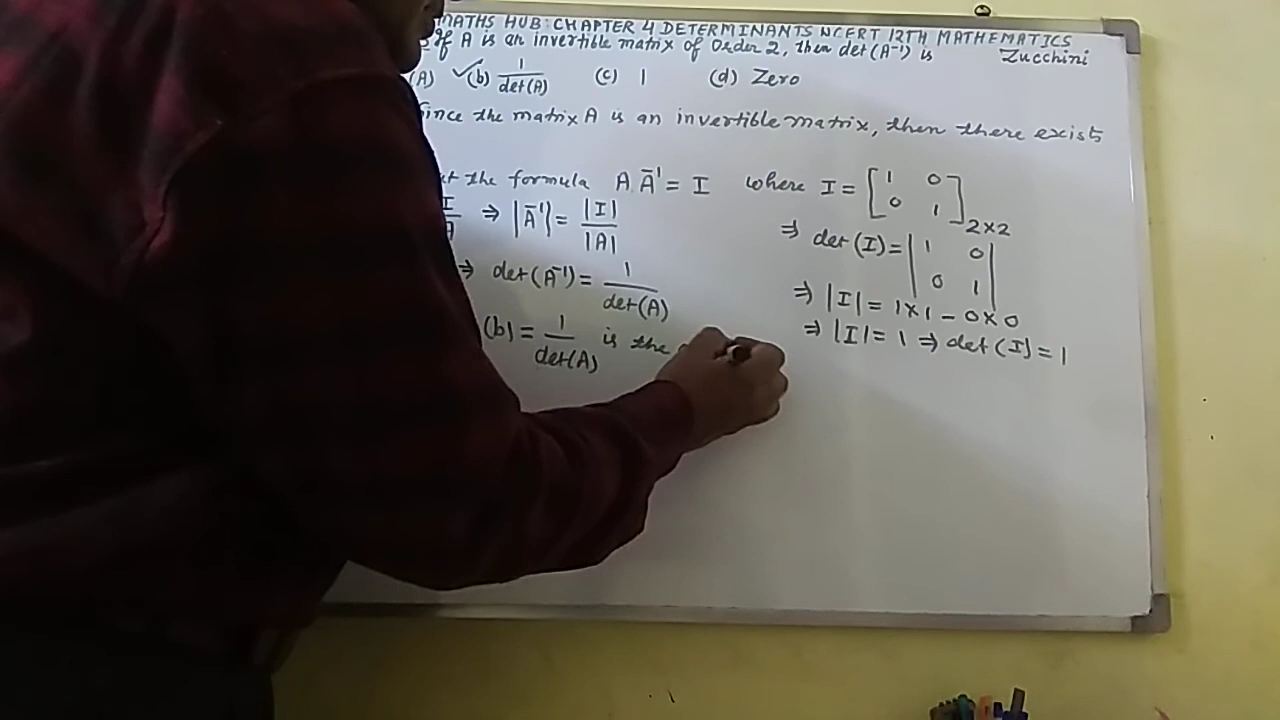 MATHS HUB: CHAPTER 4 DETERMINANTS NCERT 12TH MATHEMATICS
If A is an invertible matrix of order 2, then det(A⁻¹) is Zucchini
(A) ✓(b) 1/det(A) (c) 1 (d) Zero
Since the matrix A is an invertible matrix, then there exists
the formula A A⁻¹ = I where I = [1 0; 0 1]2×2
I/A ⇒ |A⁻¹| = |I|/|A|
⇒ det(I) = |1 0; 0 1|
⇒ det(A⁻¹) = 1/det(A)
⇒ |I| = 1×1 - 0×0
(b) = 1/det(A) is the
⇒ |I| = 1 ⇒ det(I) = 1